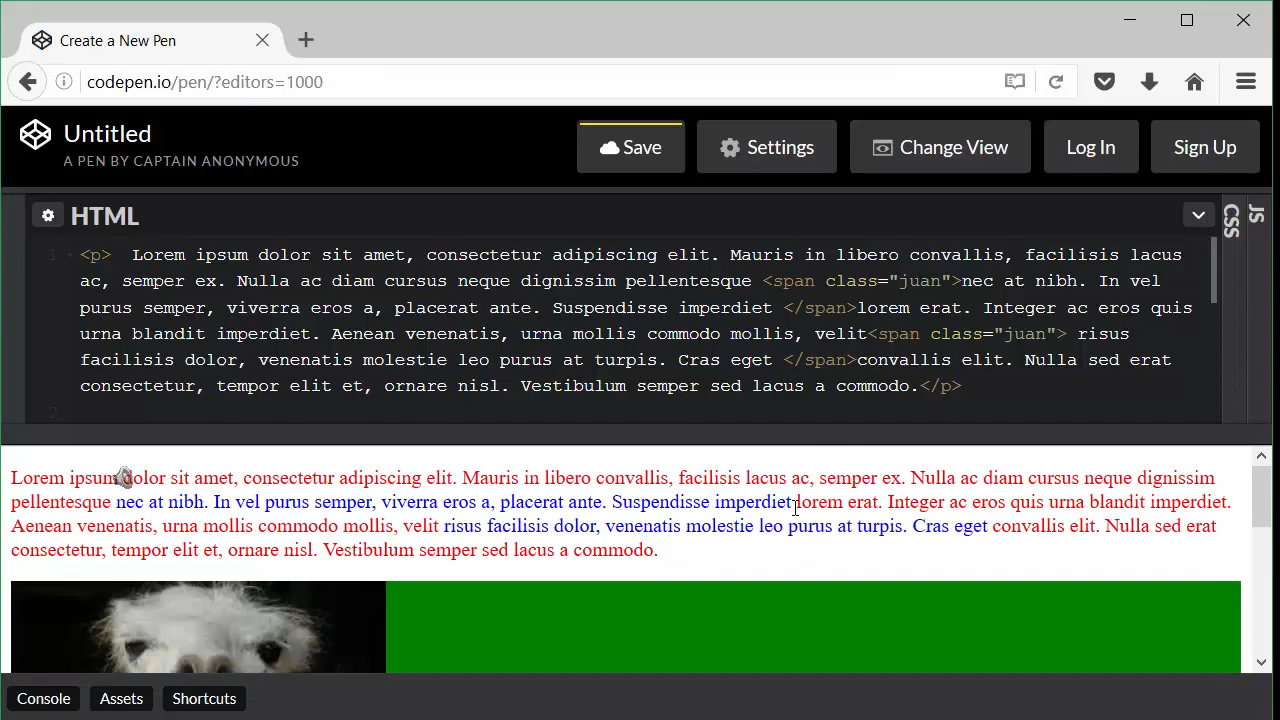 Create a New Pen
codepen.io/pen/?editors=1000
Untitled
A PEN BY CAPTAIN ANONYMOUS
Save
Settings
Change View
Log In
Sign Up
HTML
CSS
JS
1 <p>  Lorem ipsum dolor sit amet, consectetur adipiscing elit. Mauris in libero convallis, facilisis lacus
ac, semper ex. Nulla ac diam cursus neque dignissim pellentesque <span class="juan">nec at nibh. In vel
purus semper, viverra eros a, placerat ante. Suspendisse imperdiet </span>lorem erat. Integer ac eros quis
urna blandit imperdiet. Aenean venenatis, urna mollis commodo mollis, velit<span class="juan"> risus
facilisis dolor, venenatis molestie leo purus at turpis. Cras eget </span>convallis elit. Nulla sed erat
consectetur, tempor elit et, ornare nisl. Vestibulum semper sed lacus a commodo.</p>
2
Lorem ipsum dolor sit amet, consectetur adipiscing elit. Mauris in libero convallis, facilisis lacus ac, semper ex. Nulla ac diam cursus neque dignissim
pellentesque nec at nibh. In vel purus semper, viverra eros a, placerat ante. Suspendisse imperdiet lorem erat. Integer ac eros quis urna blandit imperdiet.
Aenean venenatis, urna mollis commodo mollis, velit risus facilisis dolor, venenatis molestie leo purus at turpis. Cras eget convallis elit. Nulla sed erat
consectetur, tempor elit et, ornare nisl. Vestibulum semper sed lacus a commodo.
Console
Assets
Shortcuts